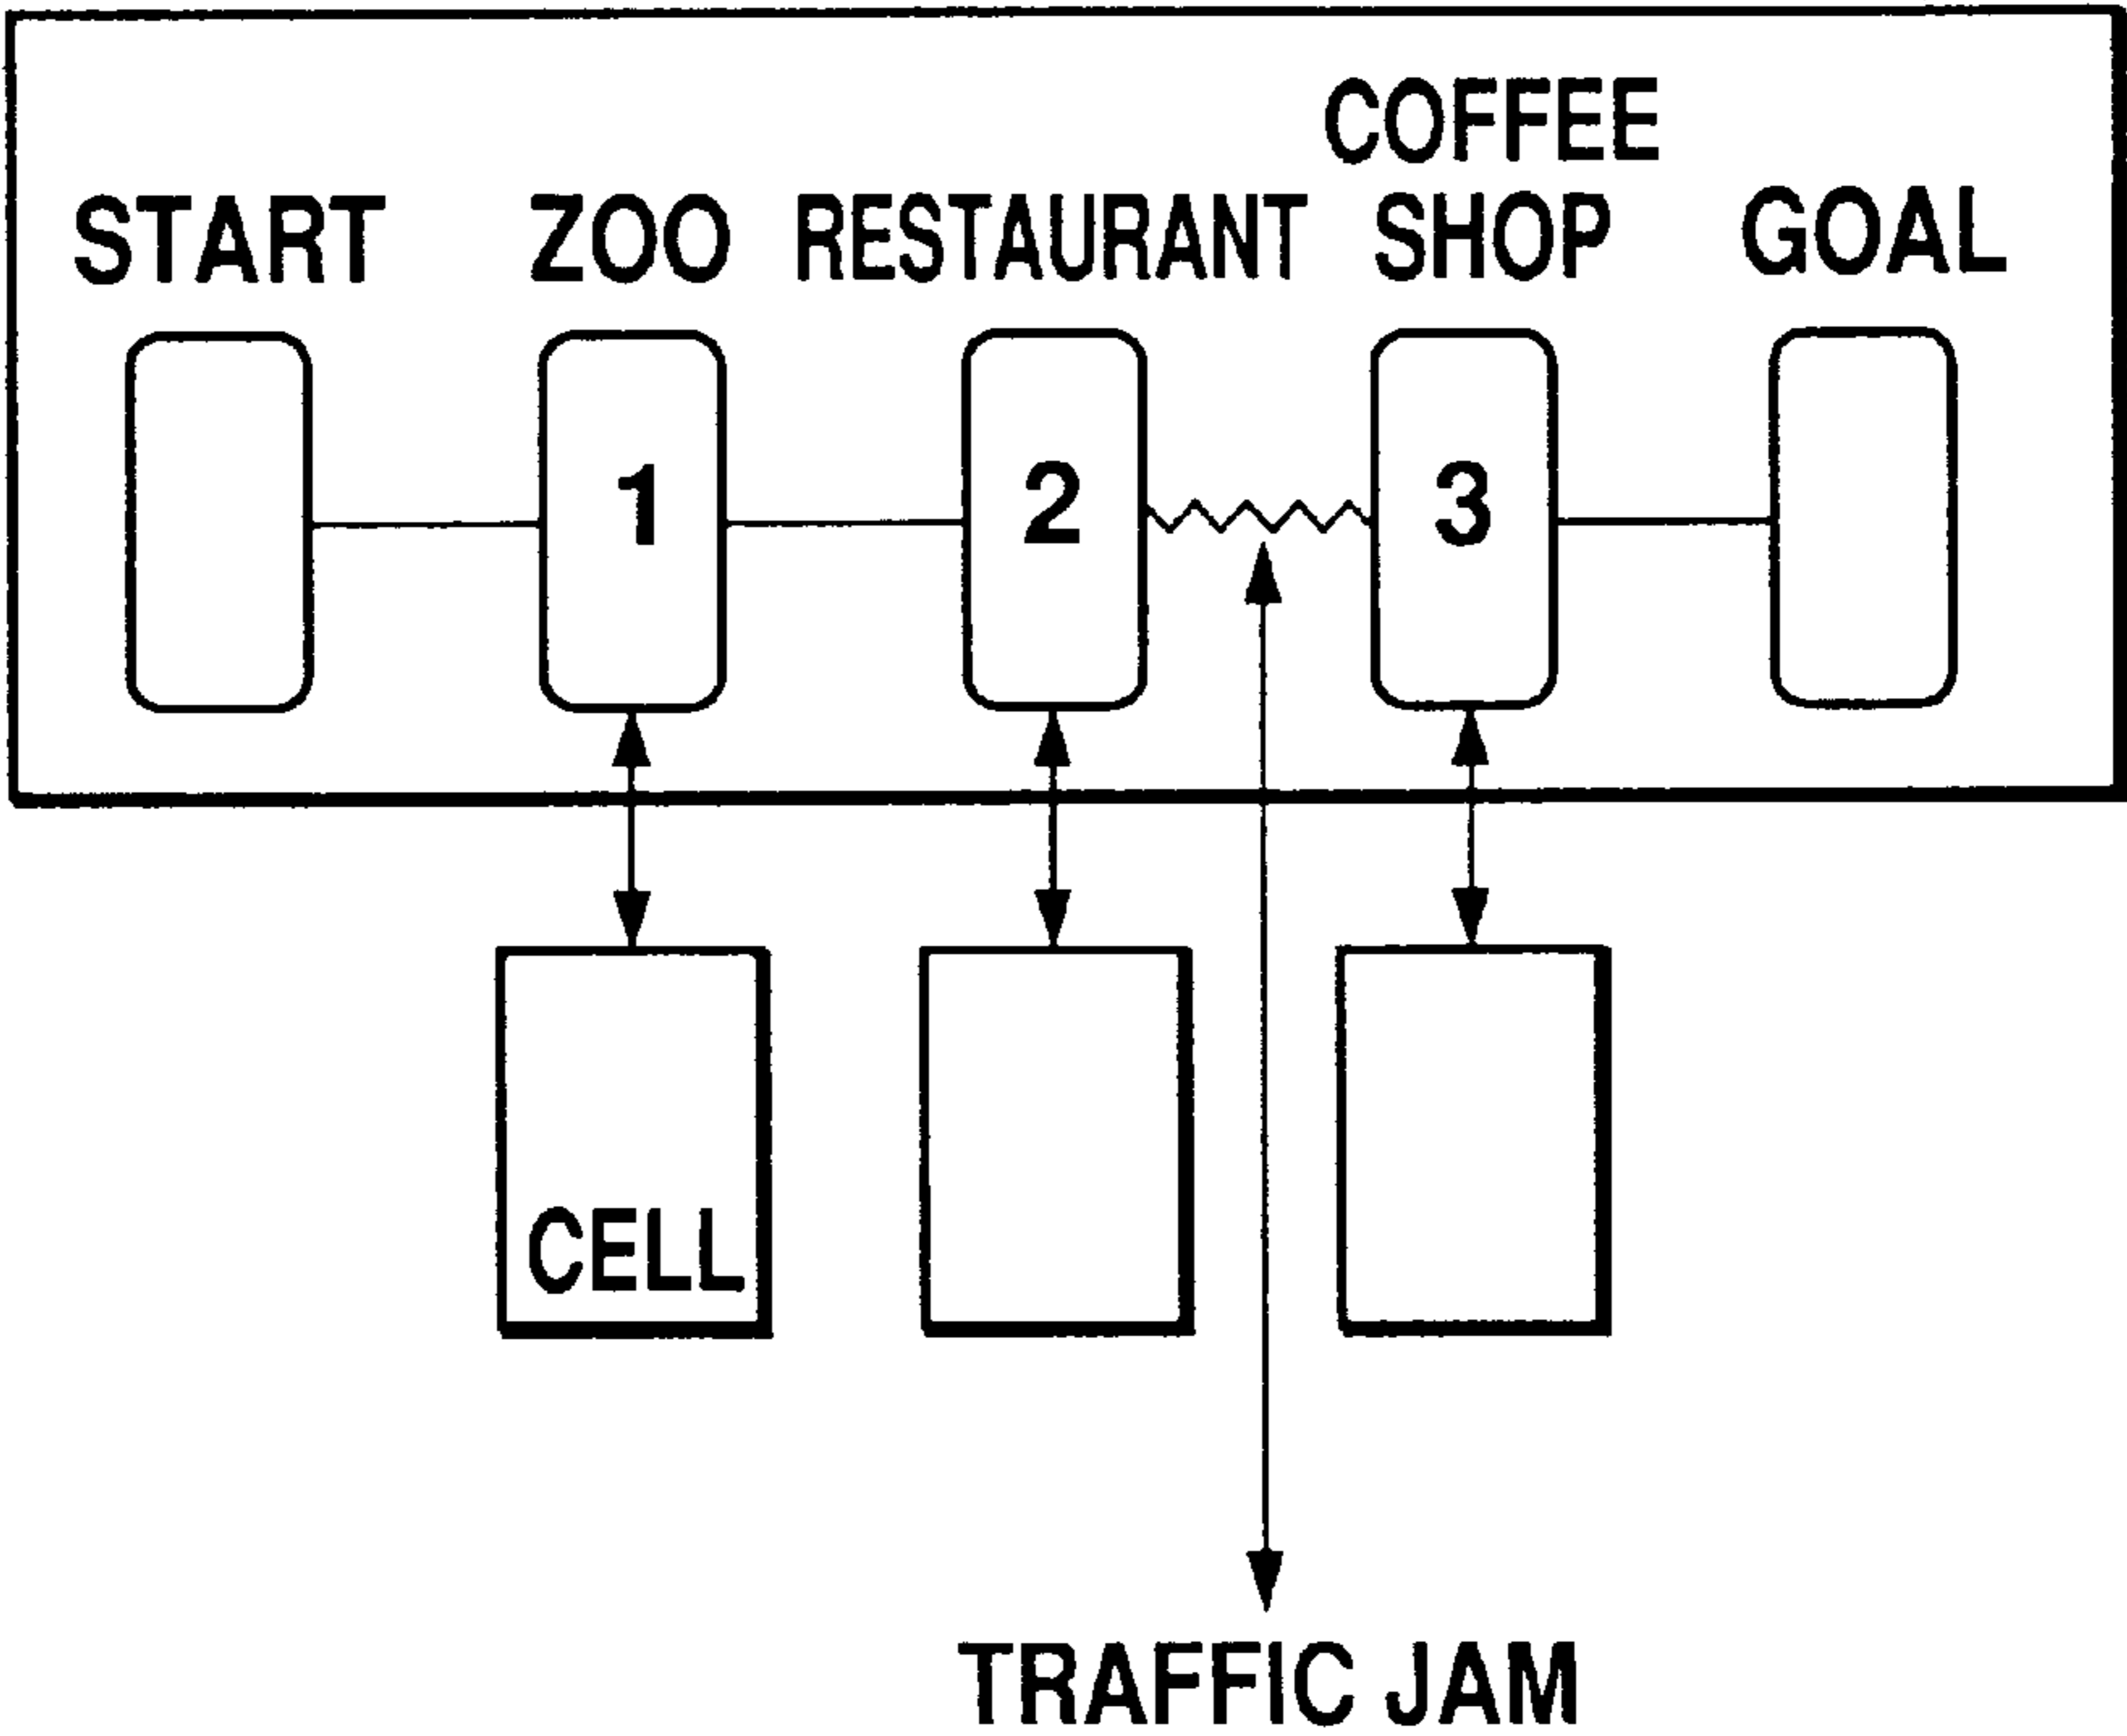 COFFEE
START ZOO RESTAURANT SHOP GOAL
1 2 3
CELL
TRAFFIC JAM